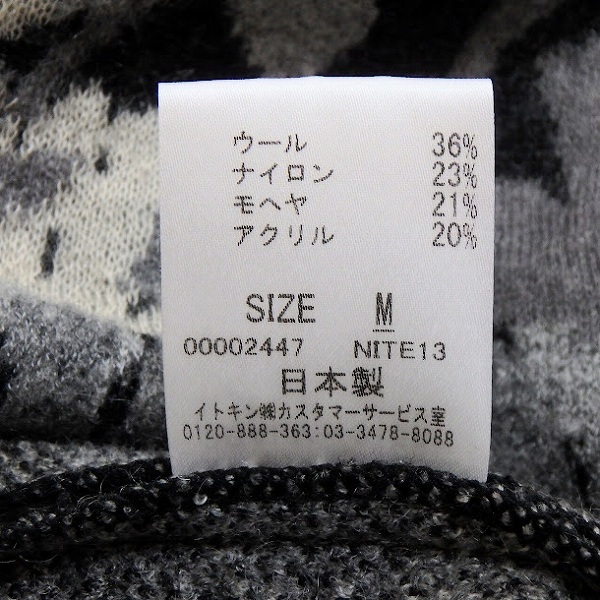 ウール 36%
ナイロン 23%
モヘヤ 21%
アクリル 20%
SIZE M
00002447 NITE13
日本製
イトキン㈱カスタマーサービス室
0120-888-363:03-3478-8088